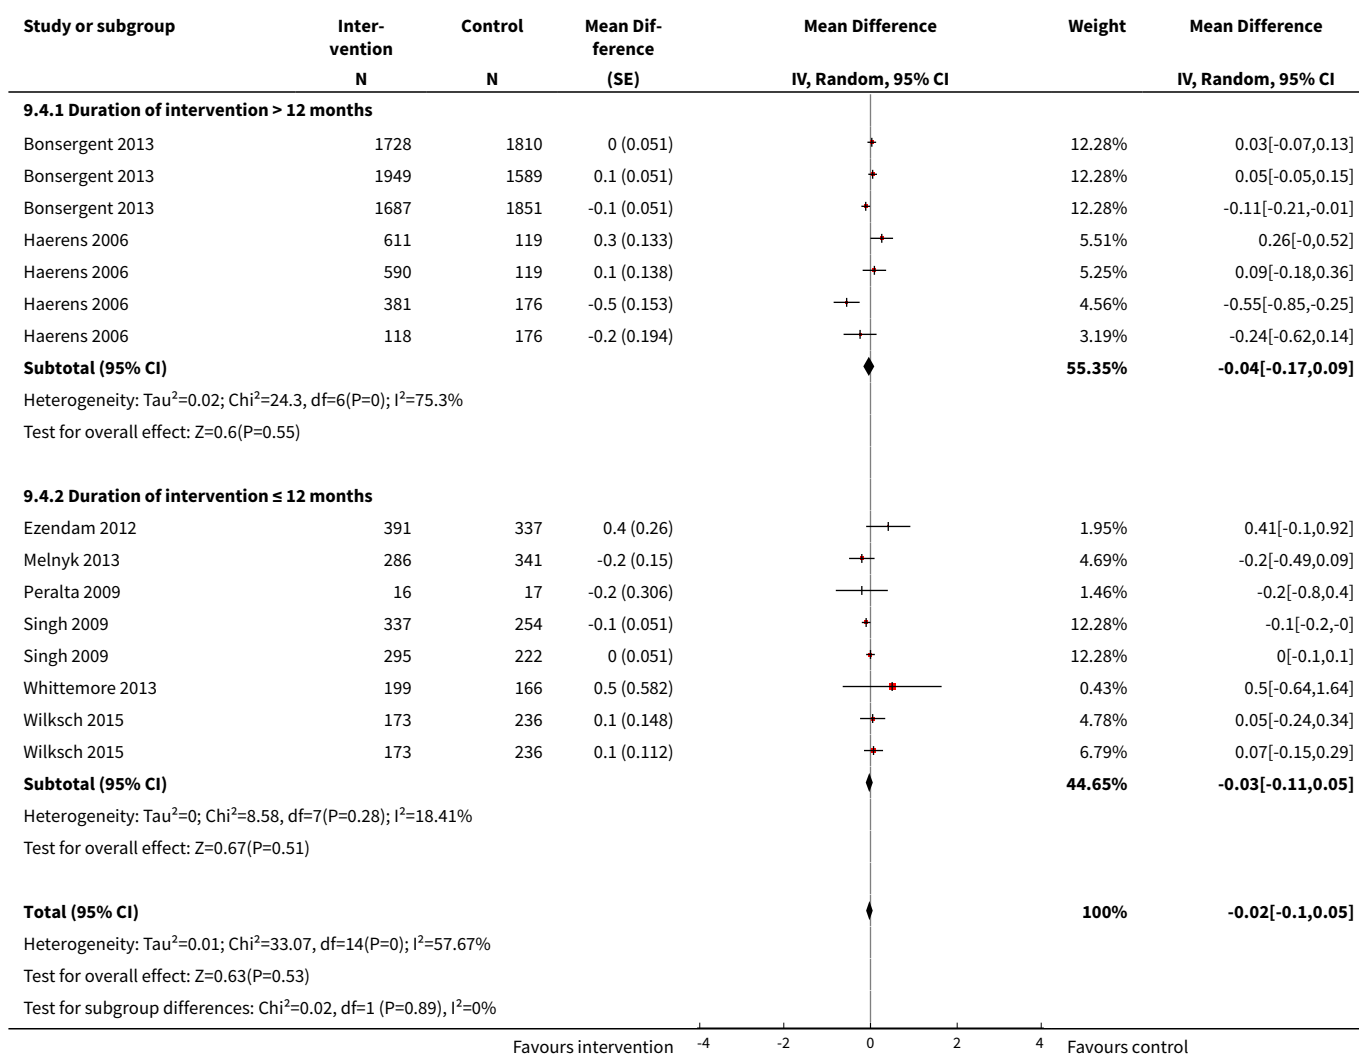 Study or subgroup Inter- Control Mean Dif- Mean Difference Weight Mean Difference
vention ference
N N (SE) IV, Random, 95% CI IV, Random, 95% CI
9.4.1 Duration of intervention > 12 months
Bonsergent 2013 1728 1810 0 (0.051) 12.28% 0.03[-0.07,0.13]
Bonsergent 2013 1949 1589 0.1 (0.051) 12.28% 0.05[-0.05,0.15]
Bonsergent 2013 1687 1851 -0.1 (0.051) 12.28% -0.11[-0.21,-0.01]
Haerens 2006 611 119 0.3 (0.133) 5.51% 0.26[-0,0.52]
Haerens 2006 590 119 0.1 (0.138) 5.25% 0.09[-0.18,0.36]
Haerens 2006 381 176 -0.5 (0.153) 4.56% -0.55[-0.85,-0.25]
Haerens 2006 118 176 -0.2 (0.194) 3.19% -0.24[-0.62,0.14]
Subtotal (95% CI) 55.35% -0.04[-0.17,0.09]
Heterogeneity: Tau²=0.02; Chi²=24.3, df=6(P=0); I²=75.3%
Test for overall effect: Z=0.6(P=0.55)
9.4.2 Duration of intervention ≤ 12 months
Ezendam 2012 391 337 0.4 (0.26) 1.95% 0.41[-0.1,0.92]
Melnyk 2013 286 341 -0.2 (0.15) 4.69% -0.2[-0.49,0.09]
Peralta 2009 16 17 -0.2 (0.306) 1.46% -0.2[-0.8,0.4]
Singh 2009 337 254 -0.1 (0.051) 12.28% -0.1[-0.2,-0]
Singh 2009 295 222 0 (0.051) 12.28% 0[-0.1,0.1]
Whittemore 2013 199 166 0.5 (0.582) 0.43% 0.5[-0.64,1.64]
Wilksch 2015 173 236 0.1 (0.148) 4.78% 0.05[-0.24,0.34]
Wilksch 2015 173 236 0.1 (0.112) 6.79% 0.07[-0.15,0.29]
Subtotal (95% CI) 44.65% -0.03[-0.11,0.05]
Heterogeneity: Tau²=0; Chi²=8.58, df=7(P=0.28); I²=18.41%
Test for overall effect: Z=0.67(P=0.51)
Total (95% CI) 100% -0.02[-0.1,0.05]
Heterogeneity: Tau²=0.01; Chi²=33.07, df=14(P=0); I²=57.67%
Test for overall effect: Z=0.63(P=0.53)
Test for subgroup differences: Chi²=0.02, df=1 (P=0.89), I²=0%
Favours intervention -4 -2 0 2 4 Favours control